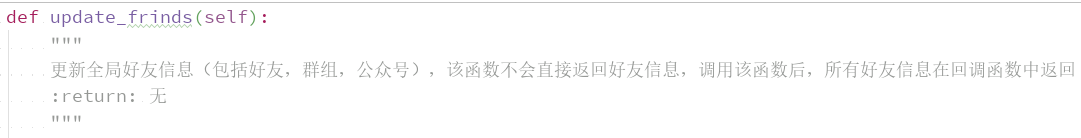 def update_frinds(self):
"""
更新全局好友信息（包括好友，群组，公众号），该函数不会直接返回好友信息，调用该函数后，所有好友信息在回调函数中返回
:return: 无
"""